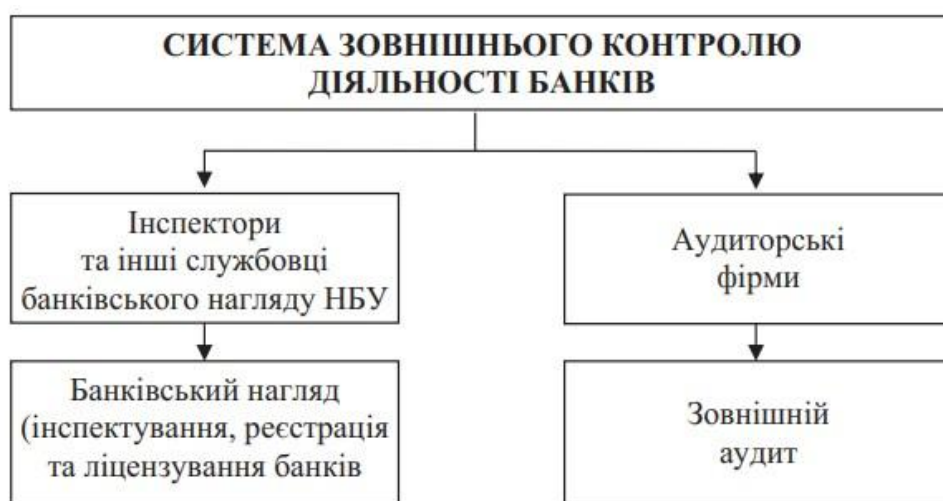 СИСТЕМА ЗОВНІШНЬОГО КОНТРОЛЮ
ДІЯЛЬНОСТІ БАНКІВ
Інспектори
та інші службовці
банківського нагляду НБУ
Аудиторські
фірми
Банківський нагляд
(інспектування, реєстрація
та ліцензування банків
Зовнішній
аудит